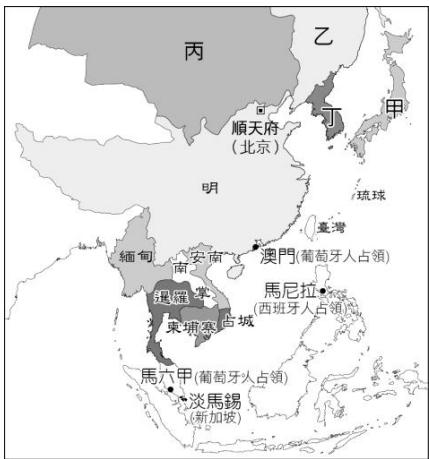 丙
乙
甲
丁
順天府
(北京)
明
琉球
臺灣
澳門(葡萄牙人占領)
緬甸
南掌
安南
暹羅
馬尼拉
(西班牙人占領)
占城
柬埔寨
馬六甲(葡萄牙人占領)
淡馬錫
(新加坡)